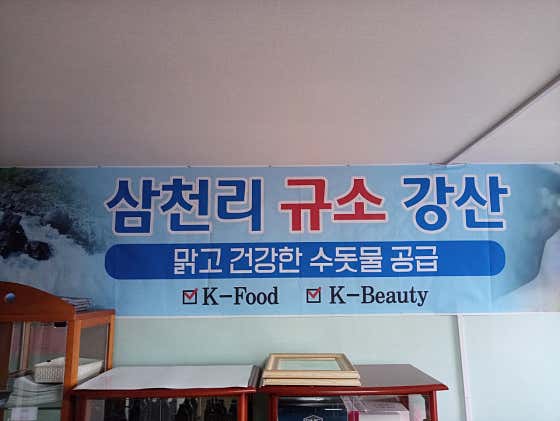 삼천리 규소 강산
맑고 건강한 수돗물 공급
☑ K-Food ☑ K-Beauty